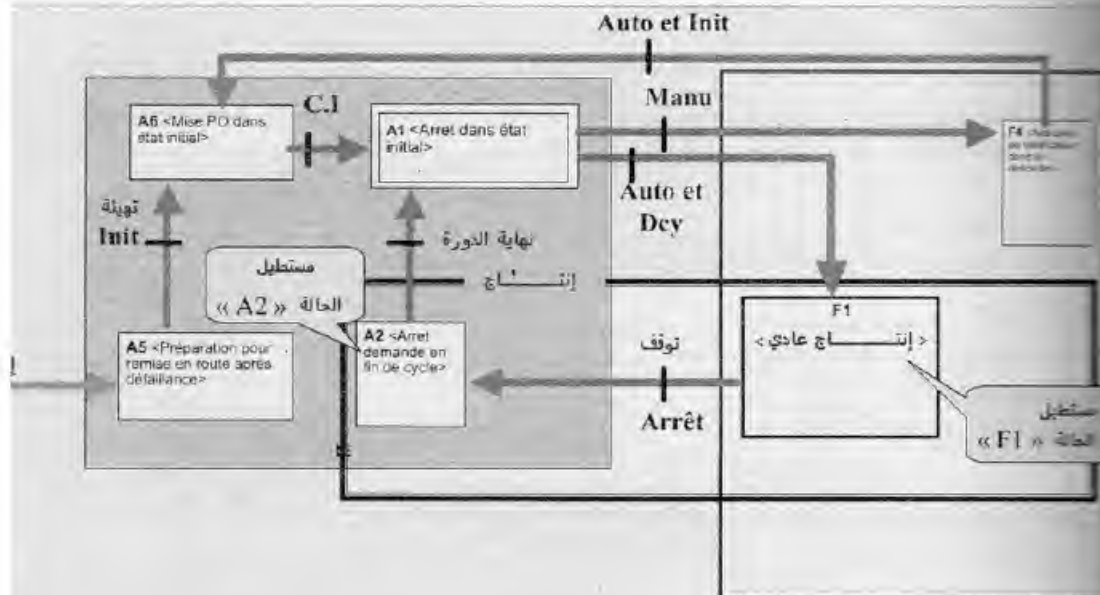 Auto et Init
A6 <Mise PO dans
état initial>
C.I
A1 <Arret dans état
initial>
Manu
F4
Auto et
Dcy
تهيئة
Init
نهاية الدورة
مستطيل
الحالة « A2 »
إنتـــــاج
F1
< إنتـــــاج عادي >
A5 <Préparation pour
remise en route après
défaillance>
A2 <Arret
demande en
fin de cycle>
توقف
Arrêt
مستطيل
الحالة « F1 »